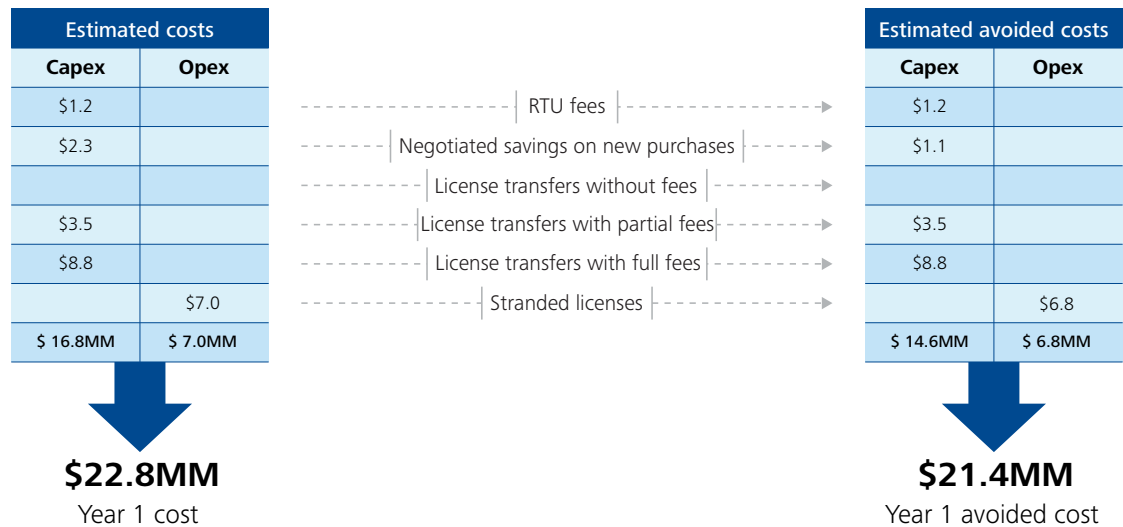 Estimated costs
Capex Opex
$1.2
$2.3
$3.5
$8.8
$7.0
$ 16.8MM $ 7.0MM
$22.8MM
Year 1 cost
RTU fees
Negotiated savings on new purchases
License transfers without fees
License transfers with partial fees
License transfers with full fees
Stranded licenses
Estimated avoided costs
Capex Opex
$1.2
$1.1
$3.5
$8.8
$6.8
$ 14.6MM $ 6.8MM
$21.4MM
Year 1 avoided cost